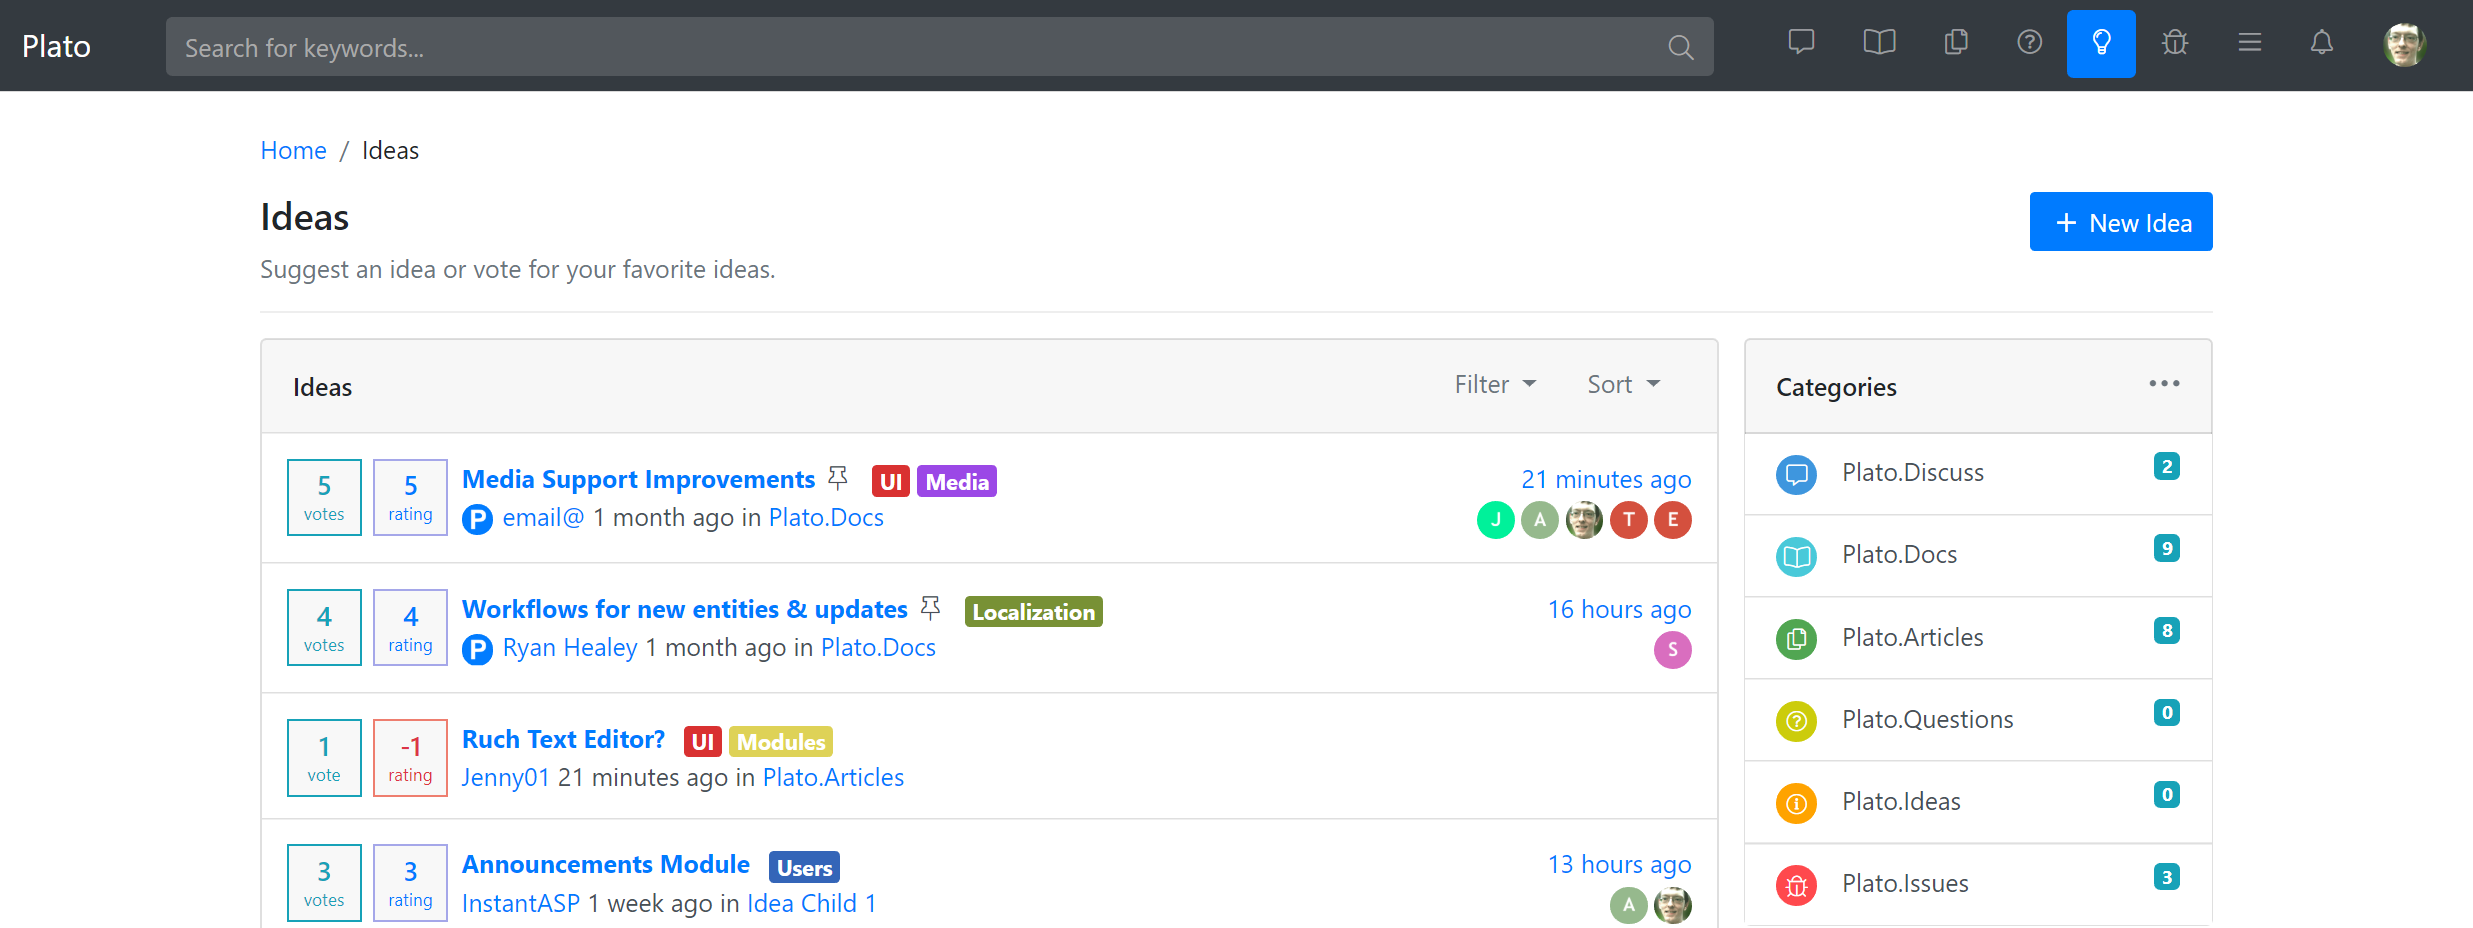 Plato
Search for keywords...
Home / Ideas
Ideas
+ New Idea
Suggest an idea or vote for your favorite ideas.
Ideas
Filter
Sort
5 votes
5 rating
Media Support Improvements
UI
Media
21 minutes ago
P email@ 1 month ago in Plato.Docs
J
A
T
E
4 votes
4 rating
Workflows for new entities & updates
Localization
16 hours ago
P Ryan Healey 1 month ago in Plato.Docs
S
1 vote
-1 rating
Ruch Text Editor?
UI
Modules
Jenny01 21 minutes ago in Plato.Articles
3 votes
3 rating
Announcements Module
Users
13 hours ago
InstantASP 1 week ago in Idea Child 1
A
Categories
Plato.Discuss 2
Plato.Docs 9
Plato.Articles 8
Plato.Questions 0
Plato.Ideas 0
Plato.Issues 3